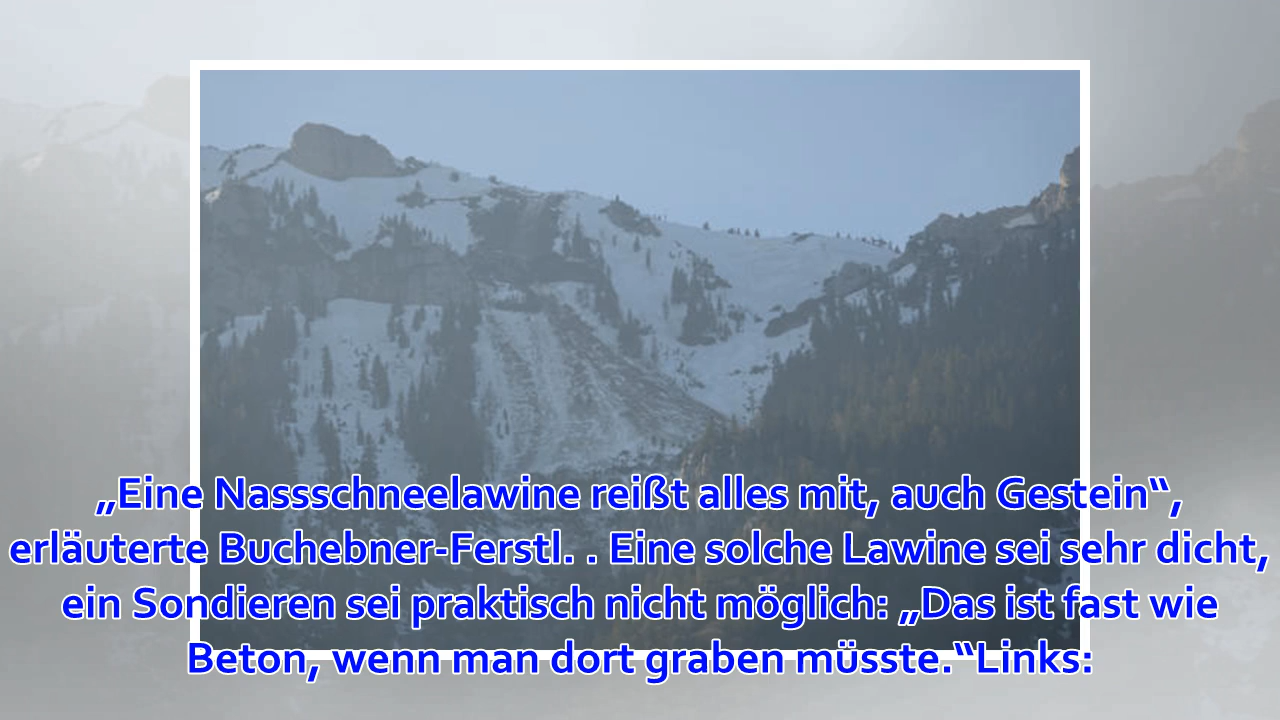 „Eine Nassschneelawine reißt alles mit, auch Gestein“,
erläuterte Buchebner-Ferstl. . Eine solche Lawine sei sehr dicht,
ein Sondieren sei praktisch nicht möglich: „Das ist fast wie
Beton, wenn man dort graben müsste.“Links: